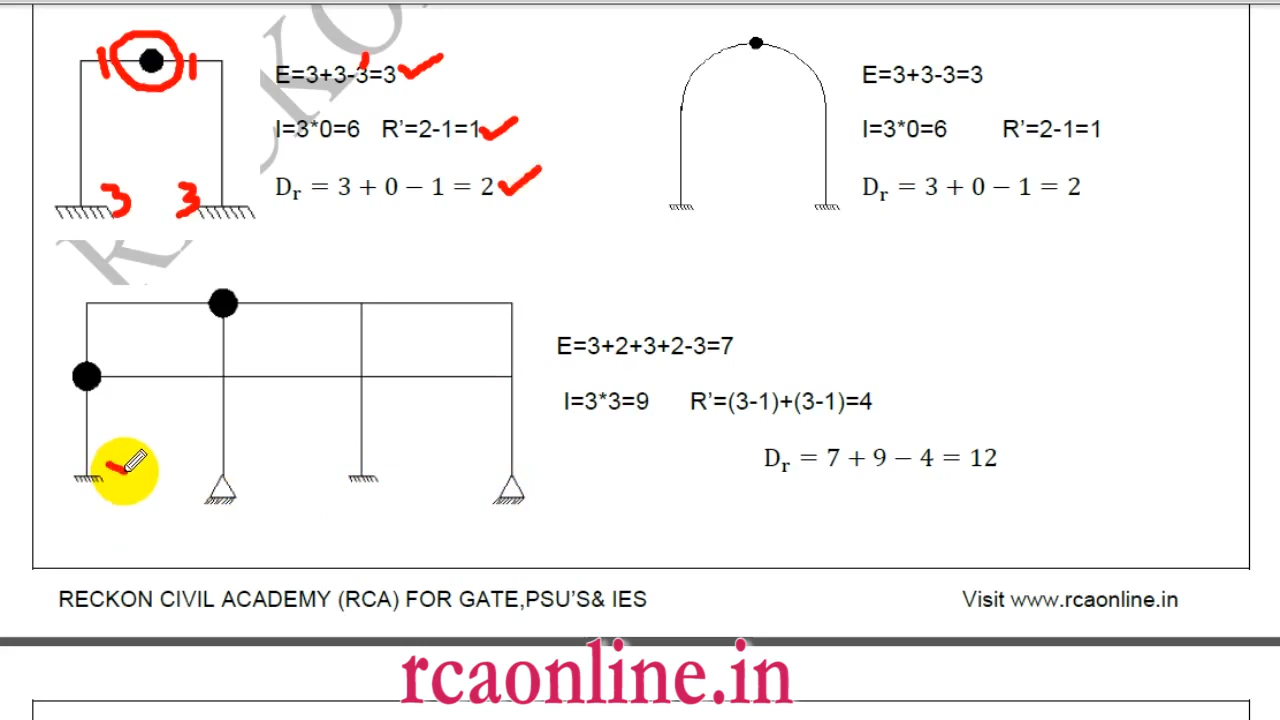 E=3+3-3=3
I=3*0=6 R’=2-1=1
Dr = 3 + 0 − 1 = 2
3 3
E=3+3-3=3
I=3*0=6 R’=2-1=1
Dr = 3 + 0 − 1 = 2
E=3+2+3+2-3=7
I=3*3=9 R’=(3-1)+(3-1)=4
Dr = 7 + 9 − 4 = 12
RECKON CIVIL ACADEMY (RCA) FOR GATE,PSU’S& IES Visit www.rcaonline.in
rcaonline.in